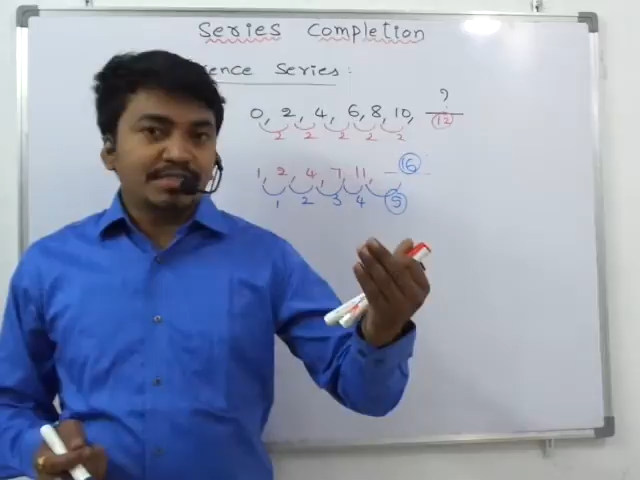 Series Completion
ence Series:
?
0, 2, 4, 6, 8, 10, 12
2 2 2 2 2
1, 2, 4, 7, 11, 16
1 2 3 4 5